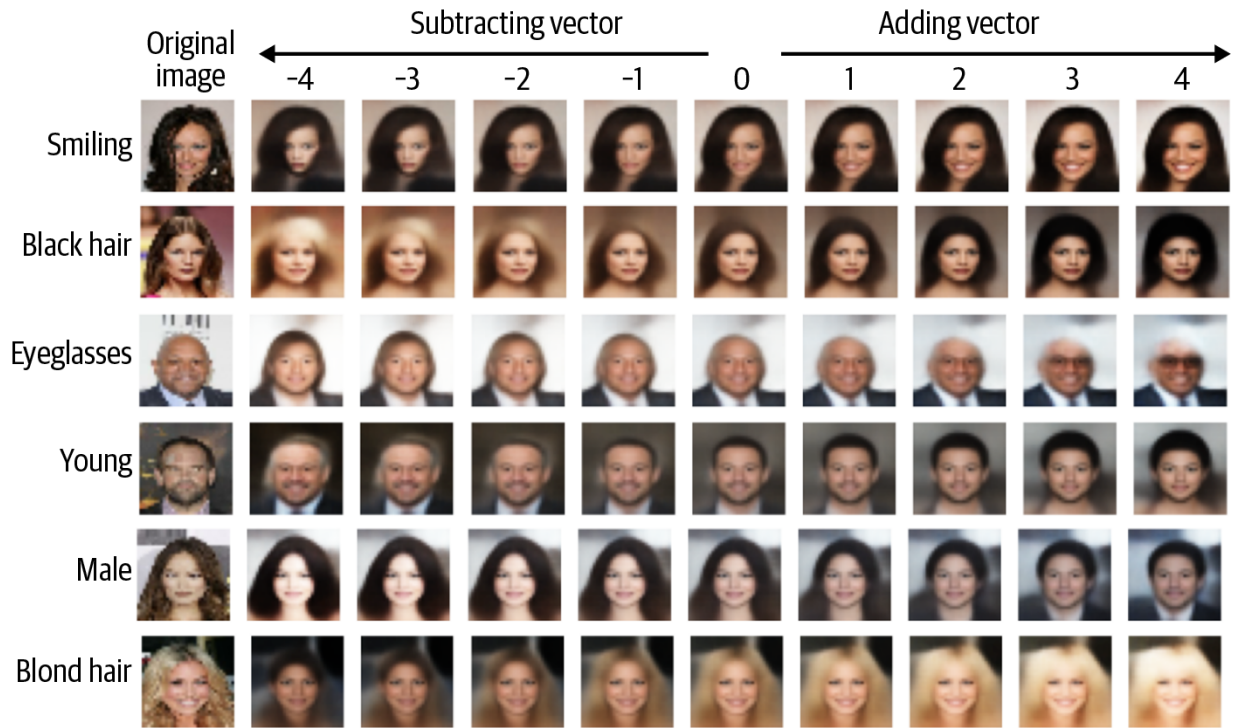 Subtracting vector
Adding vector
Original
image
−4 −3 −2 −1 0 1 2 3 4
Smiling
Black hair
Eyeglasses
Young
Male
Blond hair